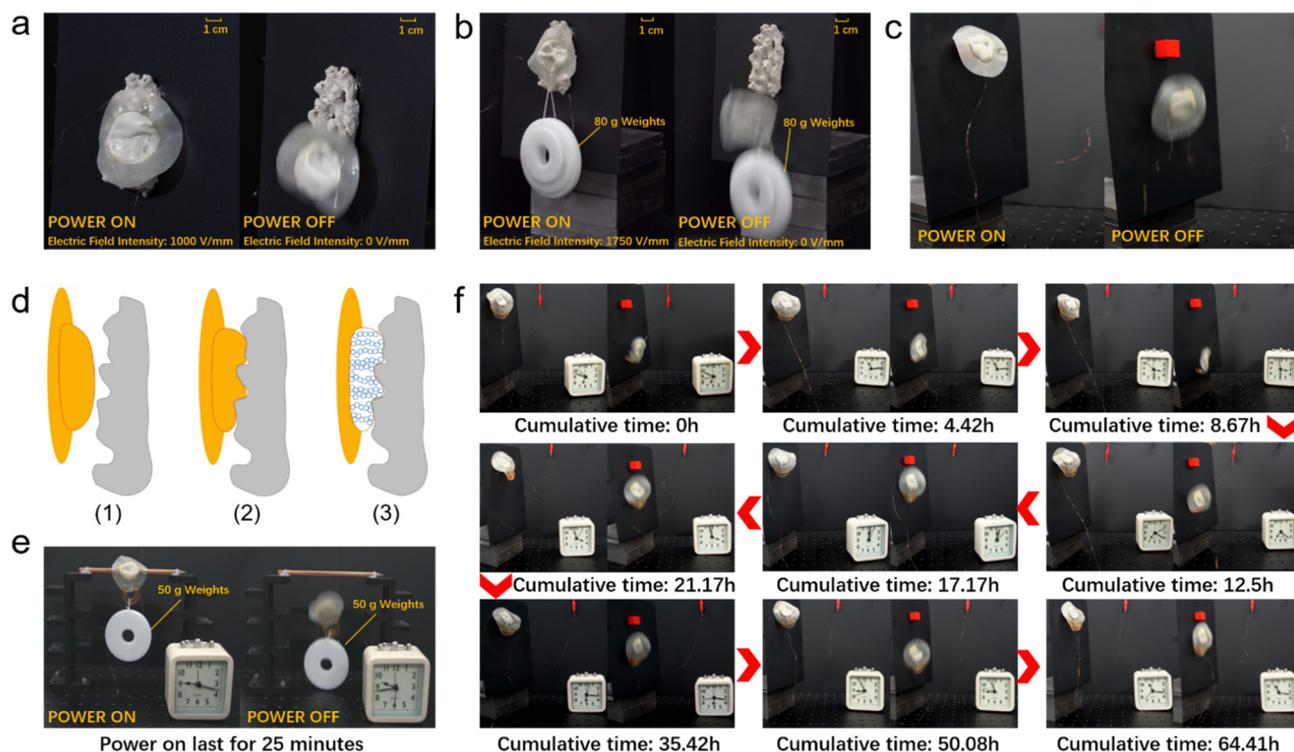 a
1 cm
1 cm
POWER ON
Electric Field Intensity: 1000 V/mm
POWER OFF
Electric Field Intensity: 0 V/mm
b
1 cm
1 cm
80 g Weights
80 g Weights
POWER ON
Electric Field Intensity: 1750 V/mm
POWER OFF
Electric Field Intensity: 0 V/mm
c
POWER ON
POWER OFF
d
(1)
(2)
(3)
e
50 g Weights
50 g Weights
POWER ON
POWER OFF
Power on last for 25 minutes
f
Cumulative time: 0h
Cumulative time: 4.42h
Cumulative time: 8.67h
Cumulative time: 21.17h
Cumulative time: 17.17h
Cumulative time: 12.5h
Cumulative time: 35.42h
Cumulative time: 50.08h
Cumulative time: 64.41h